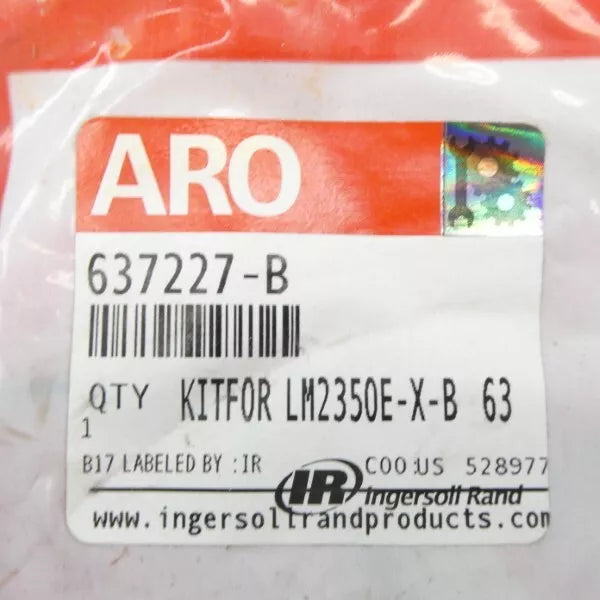 ARO
637227-B
QTY KITFOR LM2350E-X-B 63
1
B17 LABELED BY :IR COO:US 528977
IR Ingersoll Rand
www.ingersollrandproducts.com